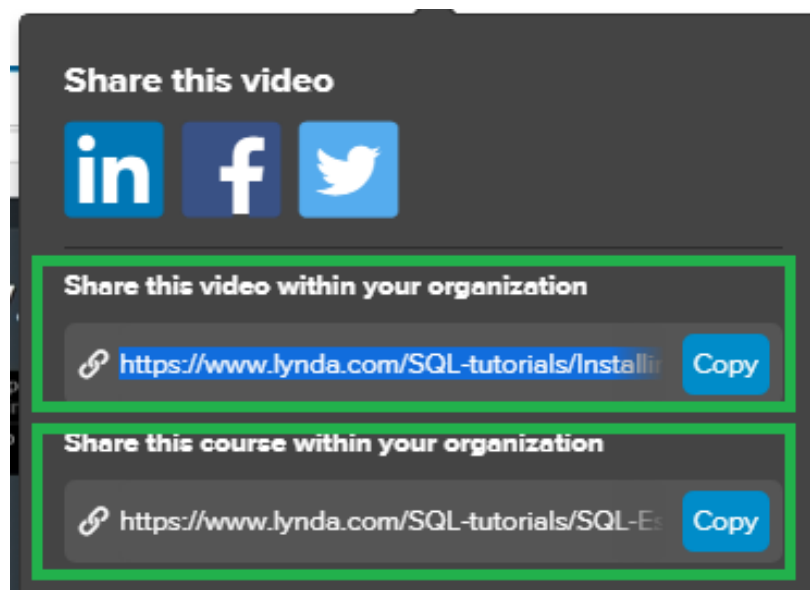 Share this video
in f
Share this video within your organization
https://www.lynda.com/SQL-tutorials/Installin Copy
Share this course within your organization
https://www.lynda.com/SQL-tutorials/SQL-Es Copy